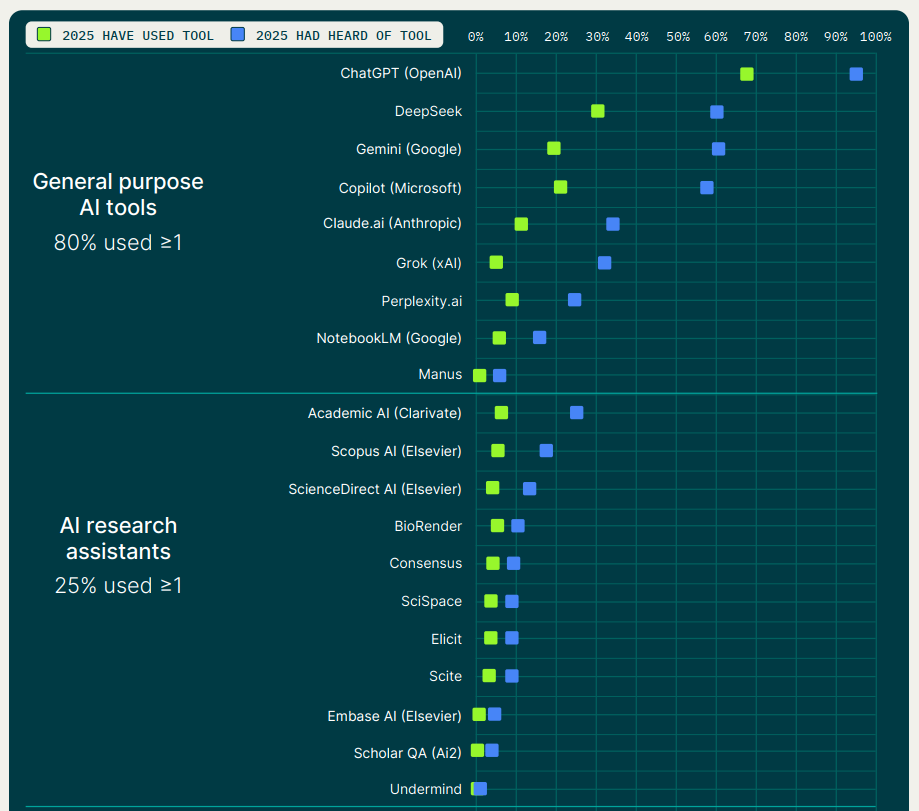 2025 HAVE USED TOOL
2025 HAD HEARD OF TOOL
0% 10% 20% 30% 40% 50% 60% 70% 80% 90% 100%
General purpose
AI tools
80% used ≥1
ChatGPT (OpenAI)
DeepSeek
Gemini (Google)
Copilot (Microsoft)
Claude.ai (Anthropic)
Grok (xAI)
Perplexity.ai
NotebookLM (Google)
Manus
AI research
assistants
25% used ≥1
Academic AI (Clarivate)
Scopus AI (Elsevier)
ScienceDirect AI (Elsevier)
BioRender
Consensus
SciSpace
Elicit
Scite
Embase AI (Elsevier)
Scholar QA (Ai2)
Undermind